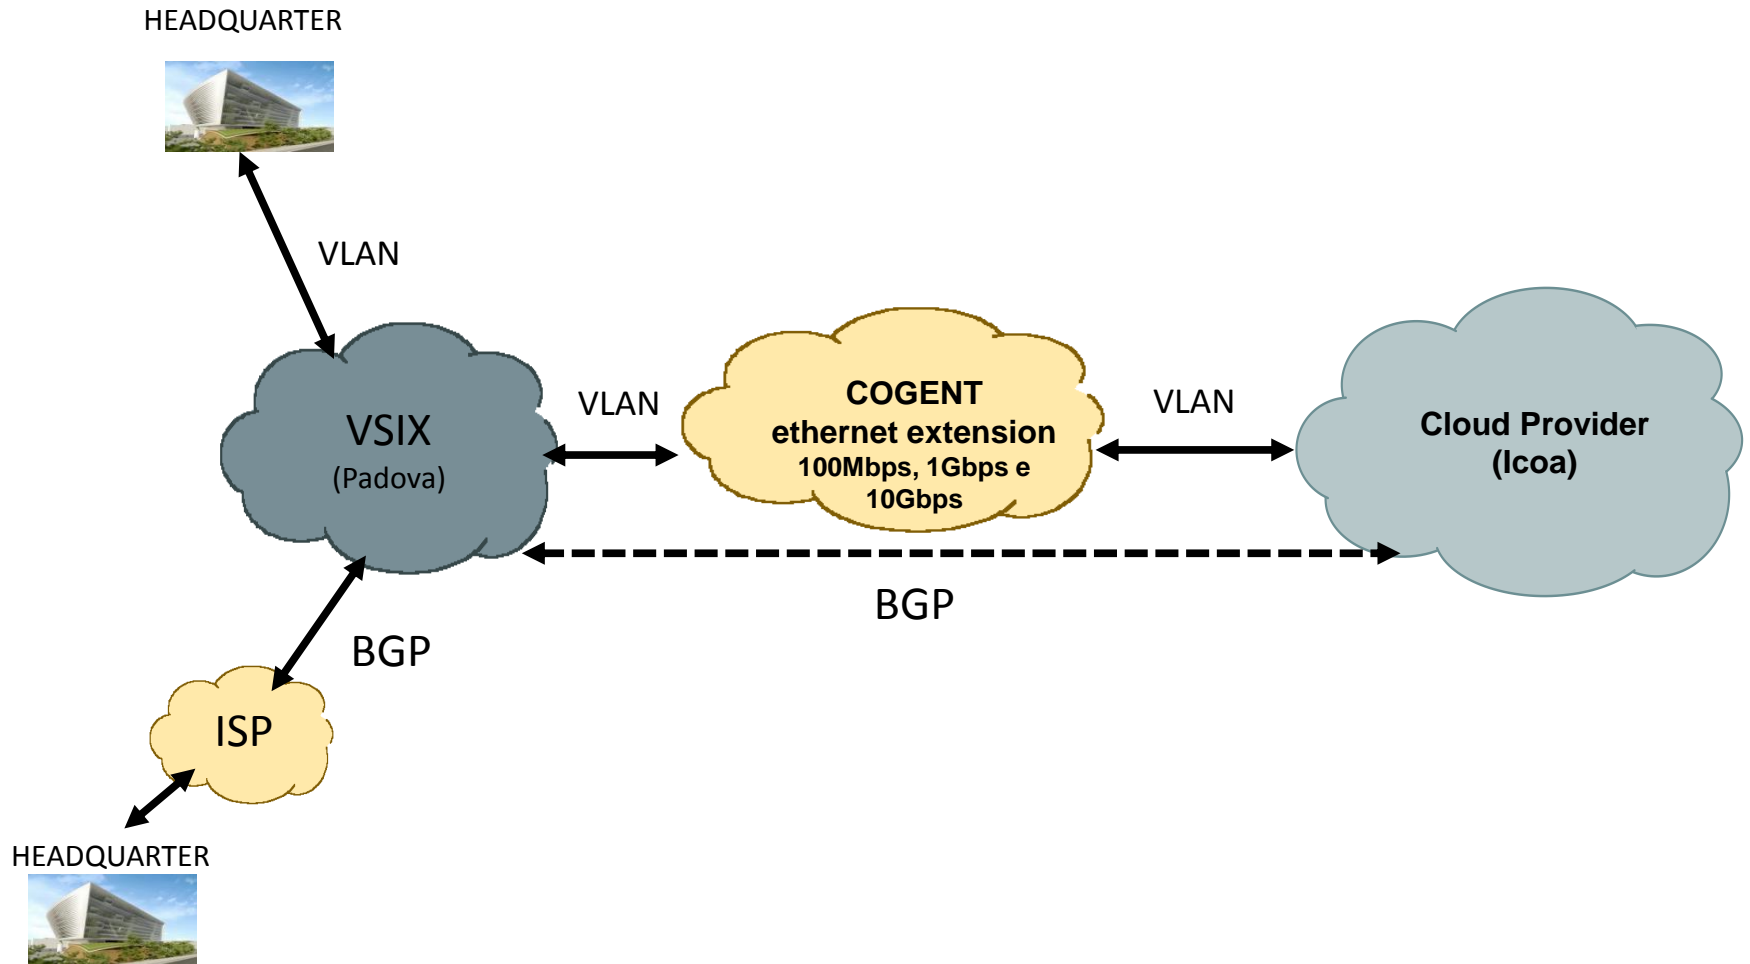 HEADQUARTER
VLAN
VSIX
(Padova)
VLAN
COGENT
ethernet extension
100Mbps, 1Gbps e
10Gbps
VLAN
Cloud Provider
(Icoa)
BGP
BGP
ISP
HEADQUARTER